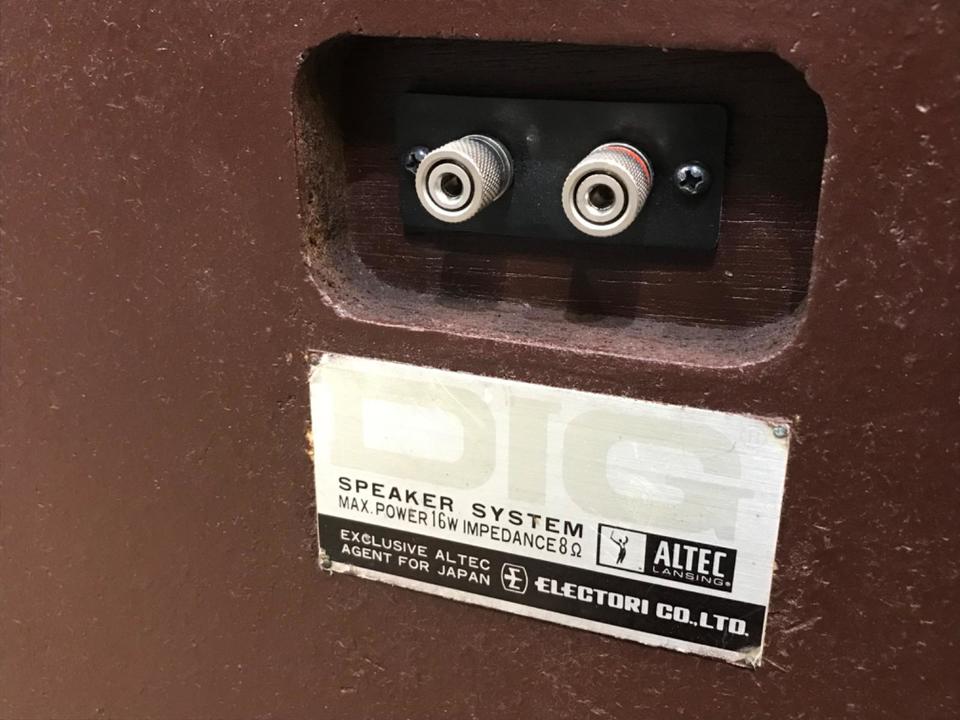 DIG
SPEAKER SYSTEM
MAX. POWER 16W IMPEDANCE 8Ω
ALTEC
LANSING®
EXCLUSIVE ALTEC
AGENT FOR JAPAN
ELECTORI CO., LTD.